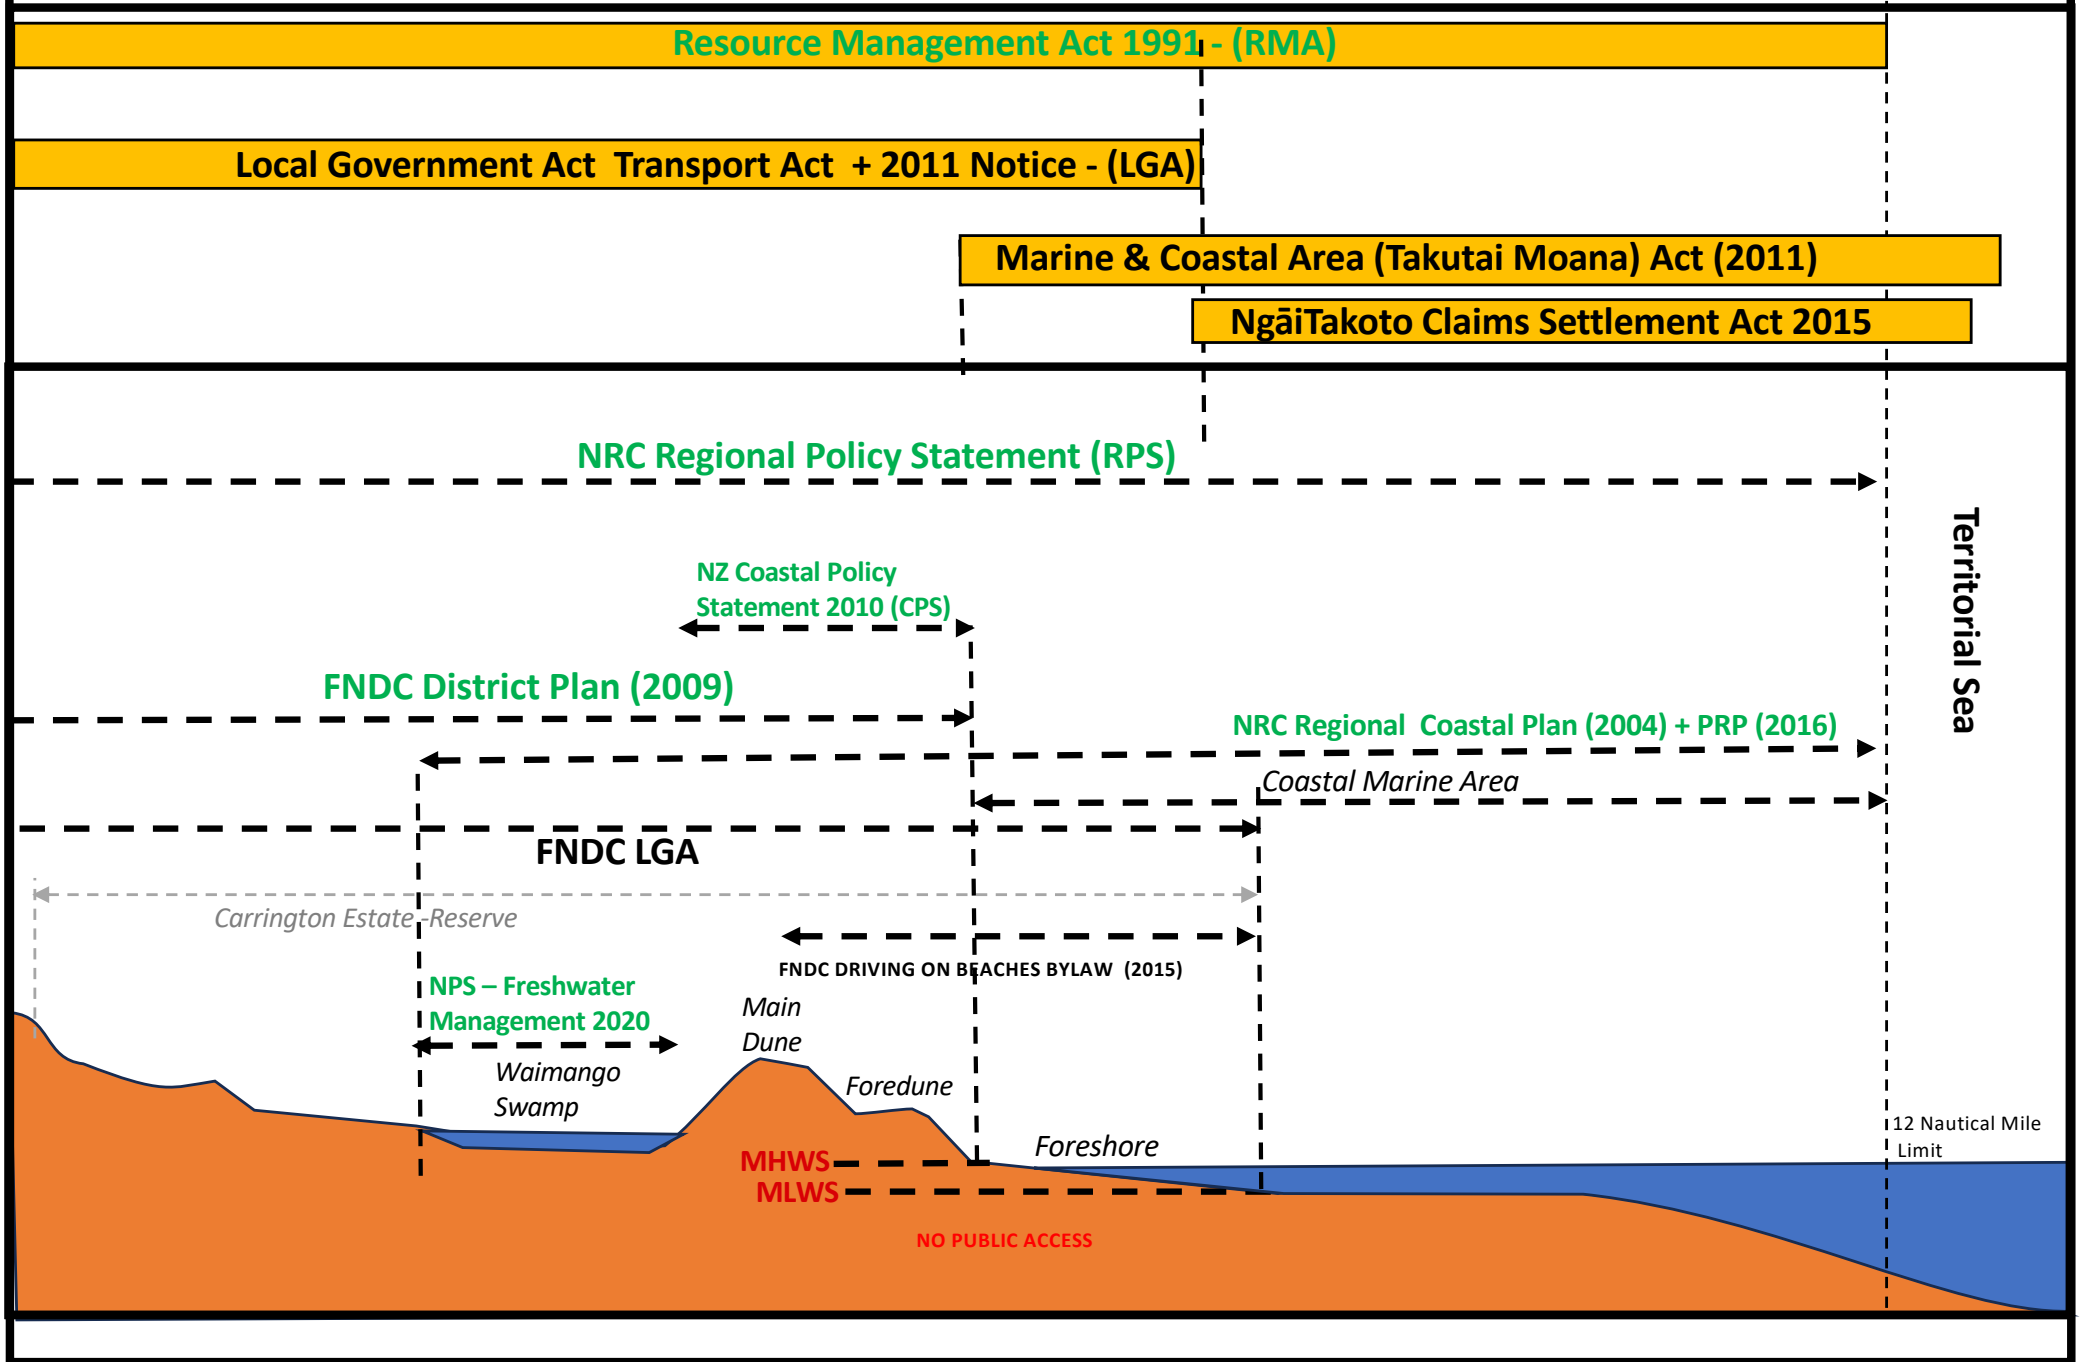 Resource Management Act 1991 - (RMA)
Local Government Act  Transport Act  + 2011 Notice - (LGA)
Marine & Coastal Area (Takutai Moana) Act (2011)
NgāiTakoto Claims Settlement Act 2015
NRC Regional Policy Statement (RPS)
Territorial Sea
NZ Coastal Policy
Statement 2010 (CPS)
FNDC District Plan (2009)
NRC Regional  Coastal Plan (2004) + PRP (2016)
Coastal Marine Area
FNDC LGA
Carrington Estate -Reserve
FNDC DRIVING ON BEACHES BYLAW  (2015)
NPS – Freshwater
Management 2020
Main
Dune
Waimango
Swamp
Foredune
12 Nautical Mile
Limit
Foreshore
MHWS
MLWS
NO PUBLIC ACCESS